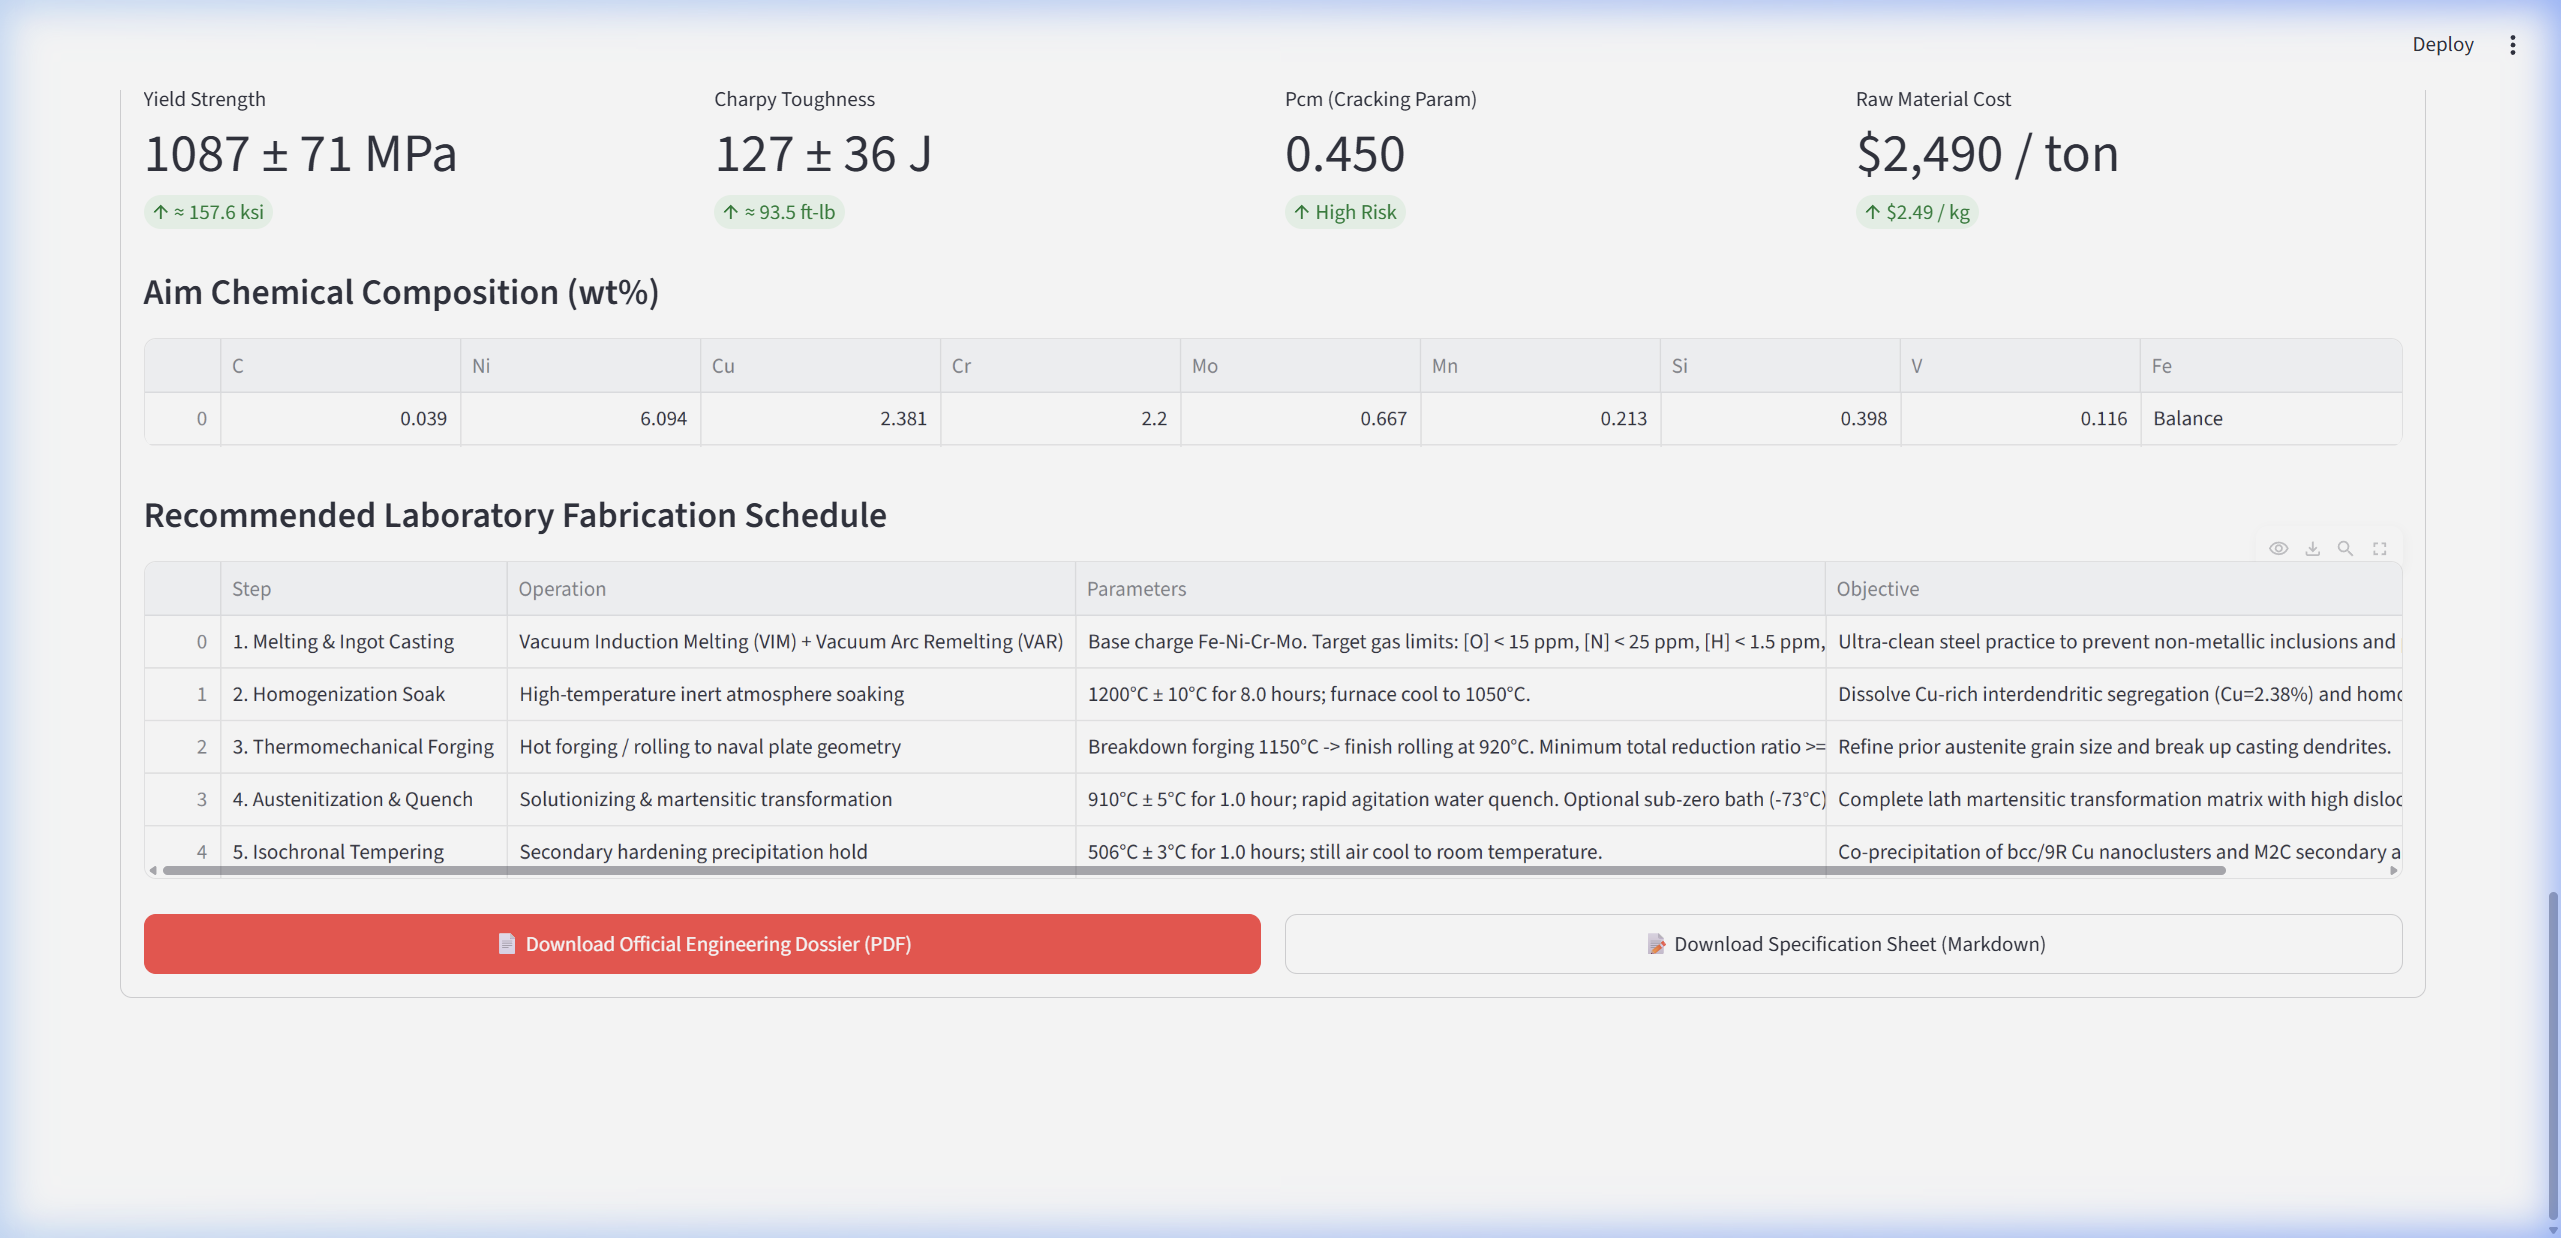 Deploy
Yield Strength
1087 ± 71 MPa
↑ ≈ 157.6 ksi
Charpy Toughness
127 ± 36 J
↑ ≈ 93.5 ft-lb
Pcm (Cracking Param)
0.450
↑ High Risk
Raw Material Cost
$2,490 / ton
↑ $2.49 / kg
Aim Chemical Composition (wt%)
C Ni Cu Cr Mo Mn Si V Fe
0 0.039 6.094 2.381 2.2 0.667 0.213 0.398 0.116 Balance
Recommended Laboratory Fabrication Schedule
Step Operation Parameters Objective
0 1. Melting & Ingot Casting Vacuum Induction Melting (VIM) + Vacuum Arc Remelting (VAR) Base charge Fe-Ni-Cr-Mo. Target gas limits: [O] < 15 ppm, [N] < 25 ppm, [H] < 1.5 ppm, Ultra-clean steel practice to prevent non-metallic inclusions and
1 2. Homogenization Soak High-temperature inert atmosphere soaking 1200°C ± 10°C for 8.0 hours; furnace cool to 1050°C. Dissolve Cu-rich interdendritic segregation (Cu=2.38%) and homo
2 3. Thermomechanical Forging Hot forging / rolling to naval plate geometry Breakdown forging 1150°C -> finish rolling at 920°C. Minimum total reduction ratio >= Refine prior austenite grain size and break up casting dendrites.
3 4. Austenitization & Quench Solutionizing & martensitic transformation 910°C ± 5°C for 1.0 hour; rapid agitation water quench. Optional sub-zero bath (-73°C) Complete lath martensitic transformation matrix with high disloc
4 5. Isochronal Tempering Secondary hardening precipitation hold 506°C ± 3°C for 1.0 hours; still air cool to room temperature. Co-precipitation of bcc/9R Cu nanoclusters and M2C secondary a
Download Official Engineering Dossier (PDF)
Download Specification Sheet (Markdown)